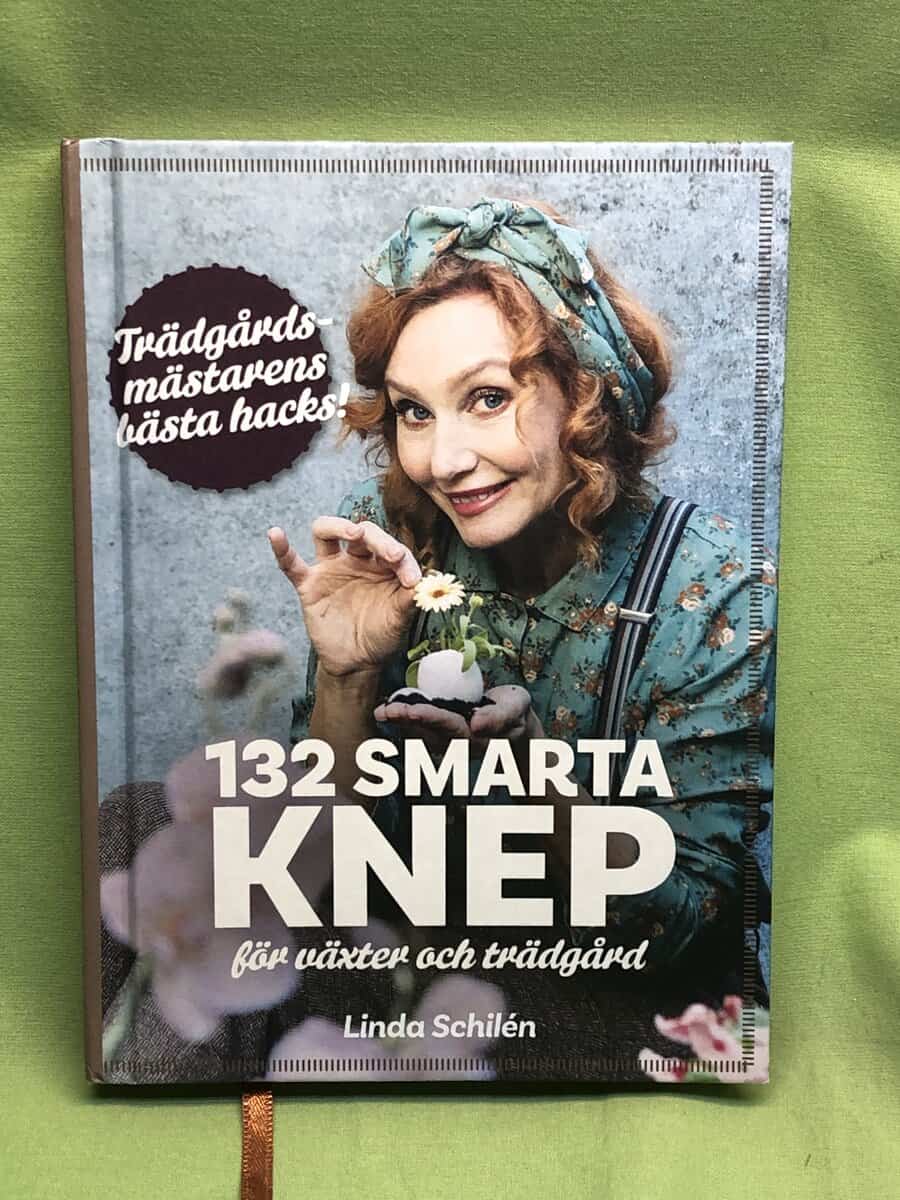 Trädgårds-
mästarens
bästa hacks!
132 SMARTA
KNEP
för växter och trädgård
Linda Schilén